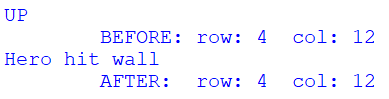 UP
BEFORE: row: 4 col: 12
Hero hit wall
AFTER: row: 4 col: 12